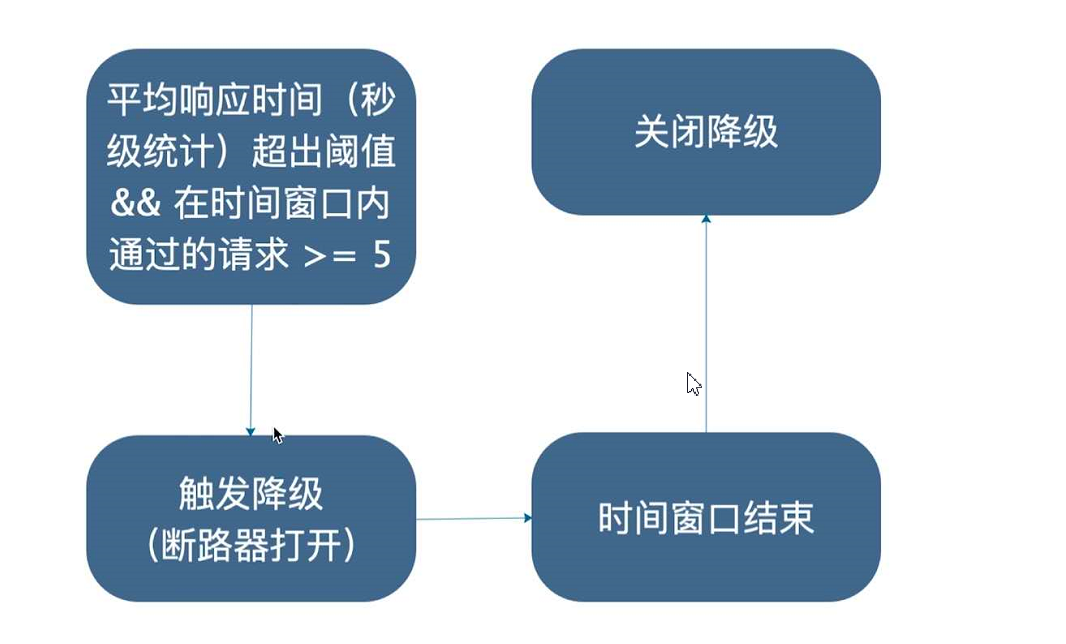 平均响应时间（秒
级统计）超出阈值
&& 在时间窗口内
通过的请求 >= 5
触发降级
（断路器打开）
时间窗口结束
关闭降级